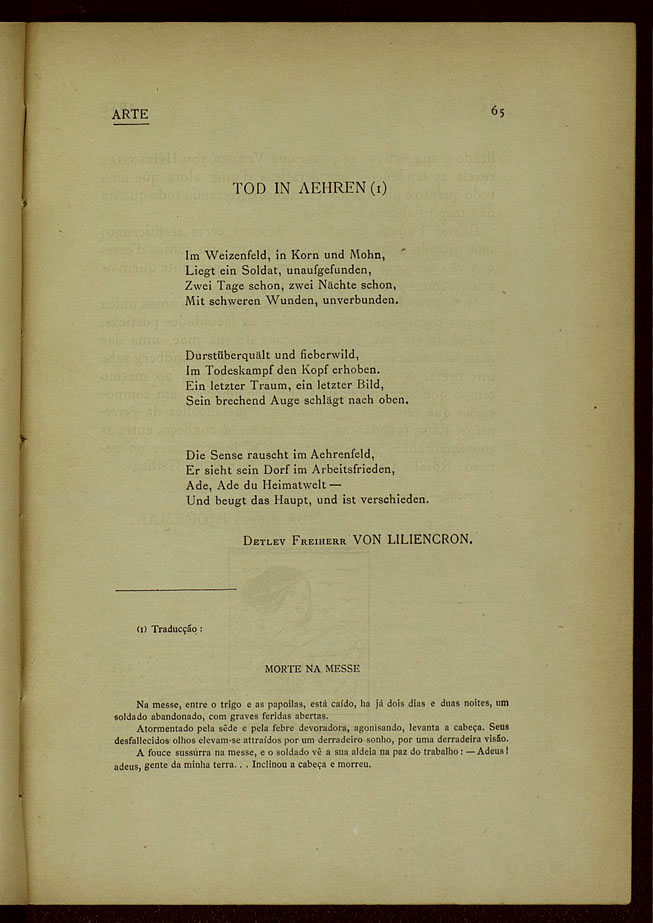 ARTE
65
TOD IN AEHREN (1)
Im Weizenfeld, in Korn und Mohn,
Liegt ein Soldat, unaufgefunden,
Zwei Tage schon, zwei Nächte schon,
Mit schweren Wunden, unverbunden.
Durstüberquält und fieberwild,
Im Todeskampf den Kopf erhoben.
Ein letzter Traum, ein letzter Bild,
Sein brechend Auge schlägt nach oben.
Die Sense rauscht im Aehrenfeld,
Er sieht sein Dorf im Arbeitsfrieden,
Ade, Ade du Heimatwelt —
Und beugt das Haupt, und ist verschieden.
DETLEV FREIHERR VON LILIENCRON.
(1) Traducção :
MORTE NA MESSE
Na messe, entre o trigo e as papoilas, está caído, ha já dois dias e duas noites, um
soldado abandonado, com graves feridas abertas.
Atormentado pela sêde e pela febre devoradora, agonisando, levanta a cabeça. Seus
desfallecidos olhos elevam-se attraídos por um derradeiro sonho, por uma derradeira visão.
A fouce sussúrra na messe, e o soldado vê a sua aldeia na paz do trabalho : — Adeus !
adeus, gente da minha terra. . . Inclinou a cabeça e morreu.